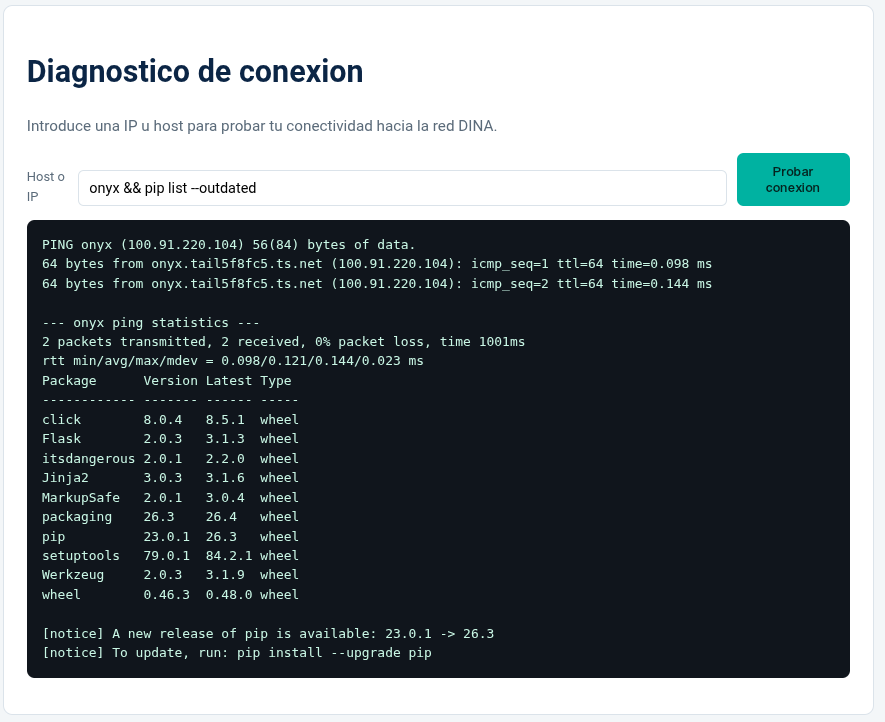 Diagnostico de conexion
Introduce una IP u host para probar tu conectividad hacia la red DINA.
Host o
IP
onyx && pip list --outdated
Probar
conexion
PING onyx (100.91.220.104) 56(84) bytes of data.
64 bytes from onyx.tail5f8fc5.ts.net (100.91.220.104): icmp_seq=1 ttl=64 time=0.098 ms
64 bytes from onyx.tail5f8fc5.ts.net (100.91.220.104): icmp_seq=2 ttl=64 time=0.144 ms

--- onyx ping statistics ---
2 packets transmitted, 2 received, 0% packet loss, time 1001ms
rtt min/avg/max/mdev = 0.098/0.121/0.144/0.023 ms
Package      Version Latest Type
------------ ------- ------ -----
click        8.0.4   8.5.1  wheel
Flask        2.0.3   3.1.3  wheel
itsdangerous 2.0.1   2.2.0  wheel
Jinja2       3.0.3   3.1.6  wheel
MarkupSafe   2.0.1   3.0.4  wheel
packaging    26.3    26.4   wheel
pip          23.0.1  26.3   wheel
setuptools   79.0.1  84.2.1 wheel
Werkzeug     2.0.3   3.1.9  wheel
wheel        0.46.3  0.48.0 wheel

[notice] A new release of pip is available: 23.0.1 -> 26.3
[notice] To update, run: pip install --upgrade pip